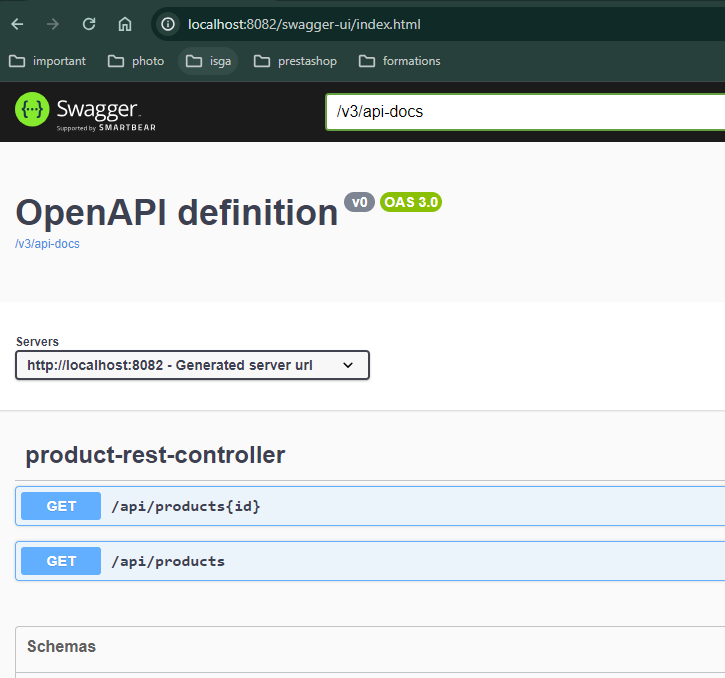 localhost:8082/swagger-ui/index.html
important photo isga prestashop formations
{···} Swagger.
Supported by SMARTBEAR
/v3/api-docs
OpenAPI definition v0 OAS 3.0
/v3/api-docs
Servers
http://localhost:8082 - Generated server url
product-rest-controller
GET /api/products{id}
GET /api/products
Schemas